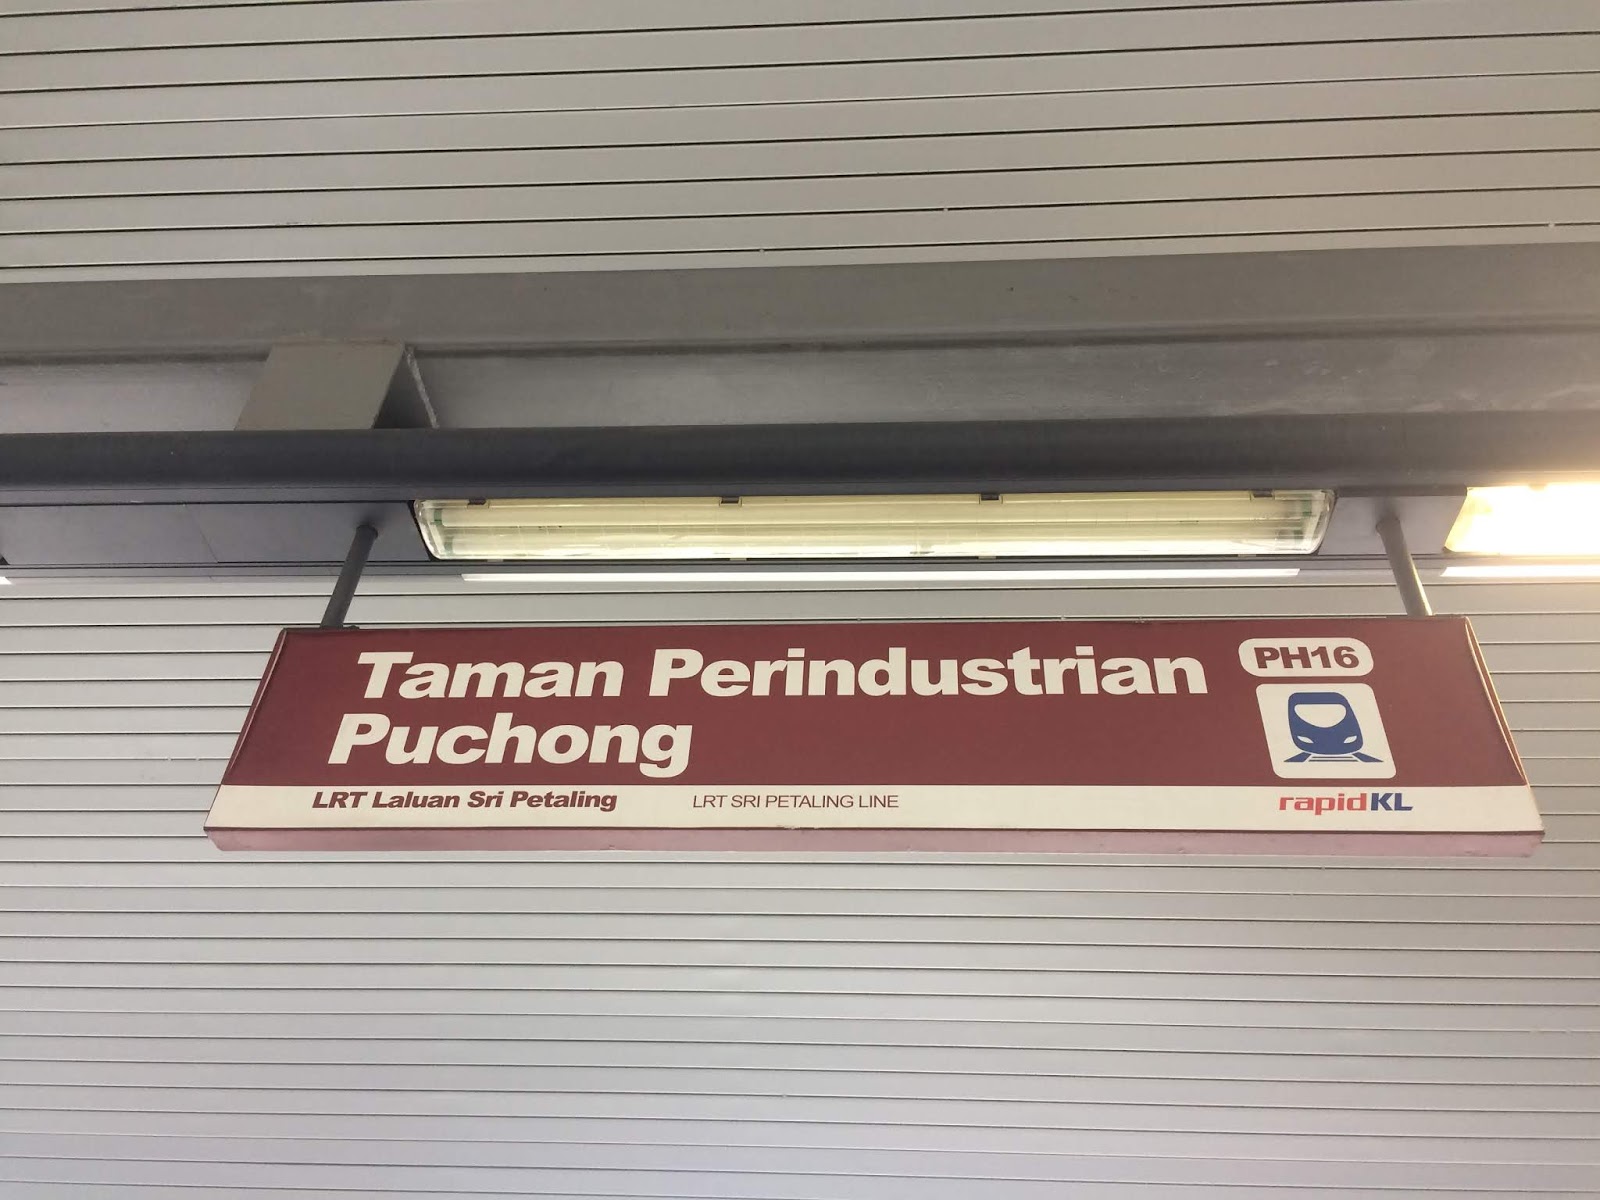 Taman Perindustrian
Puchong
PH16
LRT Laluan Sri Petaling LRT SRI PETALING LINE
rapidKL